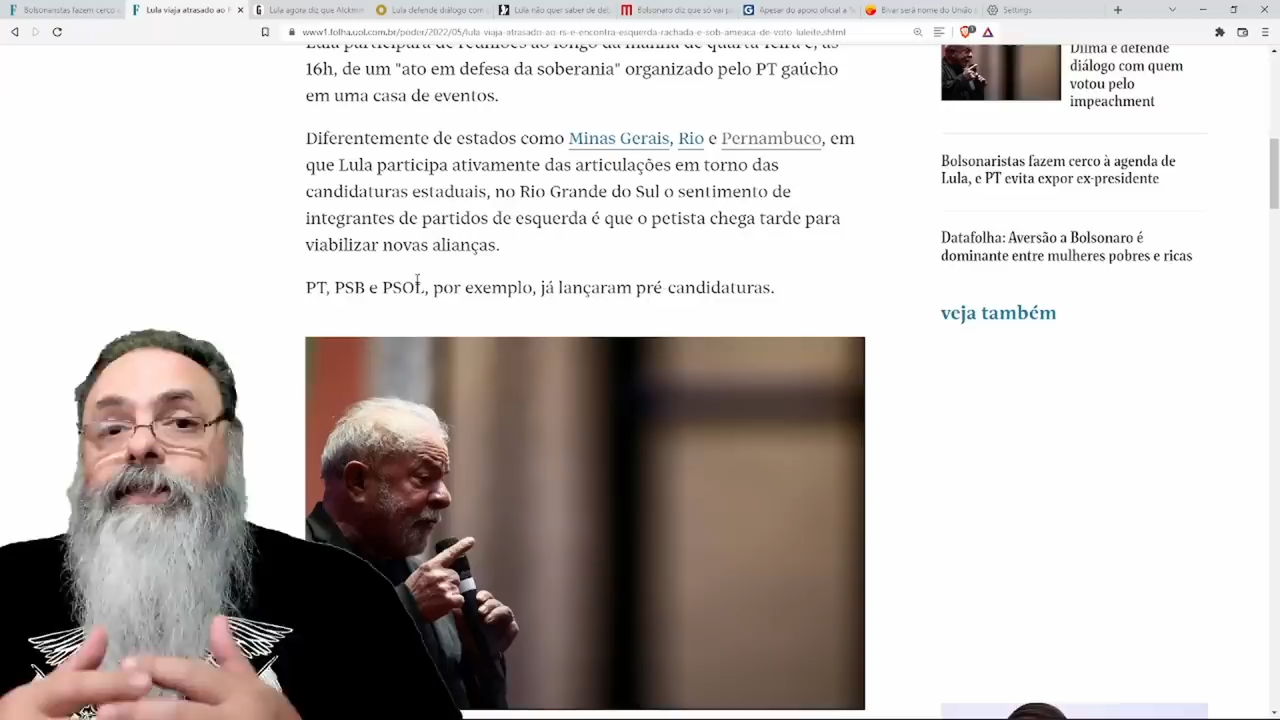 Bolsonaristas fazem cerco
Lula viaja atrasado ao
Lula agora diz que Alckmin
Lula defende diálogo com
Lula não quer saber de
Bolsonaro diz que só vai
Apesar do apoio oficial a
Bivar será nome do União
Settings
www1.folha.uol.com.br/poder/2022/05/lula-viaja-atrasado-ao-rs-e-encontra-esquerda-rachada-e-sob-ameaca-de-voto-luleite.shtml
Lula participará de reuniões ao longo da manhã de quarta-feira e, às
16h, de um "ato em defesa da soberania" organizado pelo PT gaúcho
em uma casa de eventos.
Diferentemente de estados como Minas Gerais, Rio e Pernambuco, em
que Lula participa ativamente das articulações em torno das
candidaturas estaduais, no Rio Grande do Sul o sentimento de
integrantes de partidos de esquerda é que o petista chega tarde para
viabilizar novas alianças.
PT, PSB e PSOL, por exemplo, já lançaram pré-candidaturas.
Dilma e defende
diálogo com quem
votou pelo
impeachment
Bolsonaristas fazem cerco à agenda de
Lula, e PT evita expor ex-presidente
Datafolha: Aversão a Bolsonaro é
dominante entre mulheres pobres e ricas
veja também